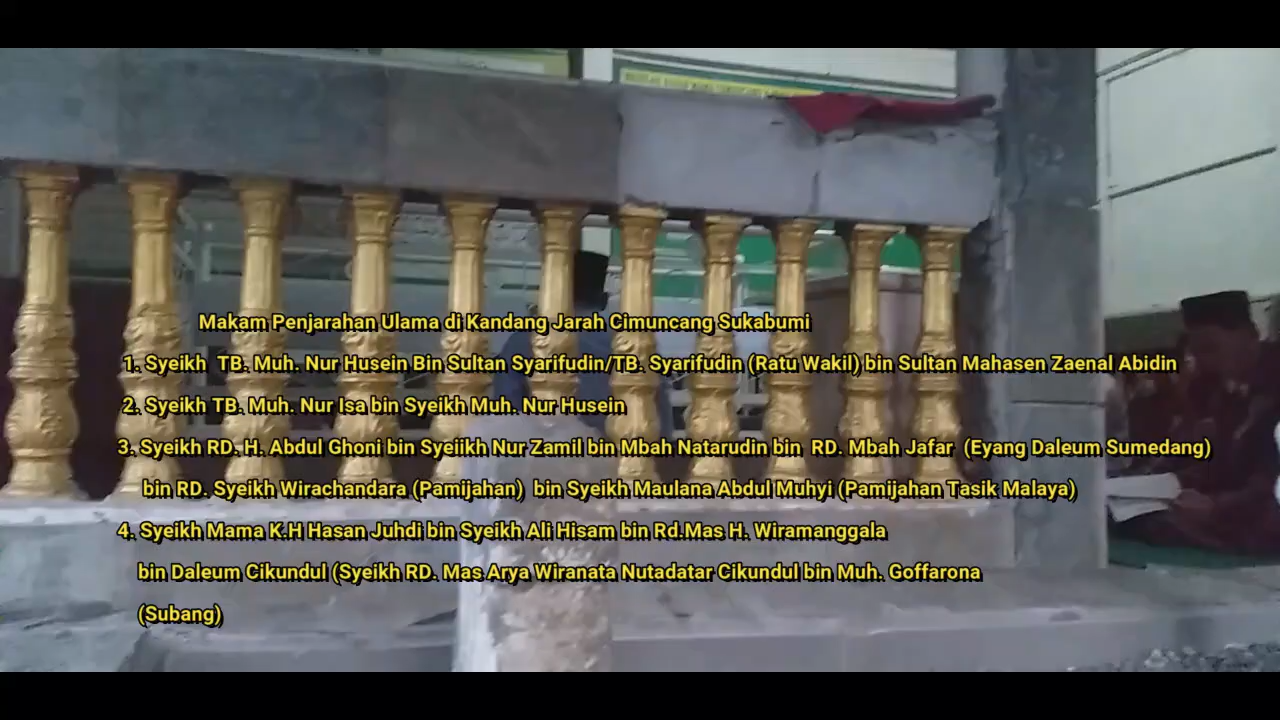 Makam Penjarahan Ulama di Kandang Jarah Cimuncang Sukabumi
1. Syeikh TB. Muh. Nur Husein Bin Sultan Syarifudin/TB. Syarifudin (Ratu Wakil) bin Sultan Mahasen Zaenal Abidin
2. Syeikh TB. Muh. Nur Isa bin Syeikh Muh. Nur Husein
3. Syeikh RD. H. Abdul Ghoni bin Syeiikh Nur Zamil bin Mbah Natarudin bin RD. Mbah Jafar (Eyang Daleum Sumedang)
bin RD. Syeikh Wirachandara (Pamijahan) bin Syeikh Maulana Abdul Muhyi (Pamijahan Tasik Malaya)
4. Syeikh Mama K.H Hasan Juhdi bin Syeikh Ali Hisam bin Rd.Mas H. Wiramanggala
bin Daleum Cikundul (Syeikh RD. Mas Arya Wiranata Nutadatar Cikundul bin Muh. Goffarona
(Subang)